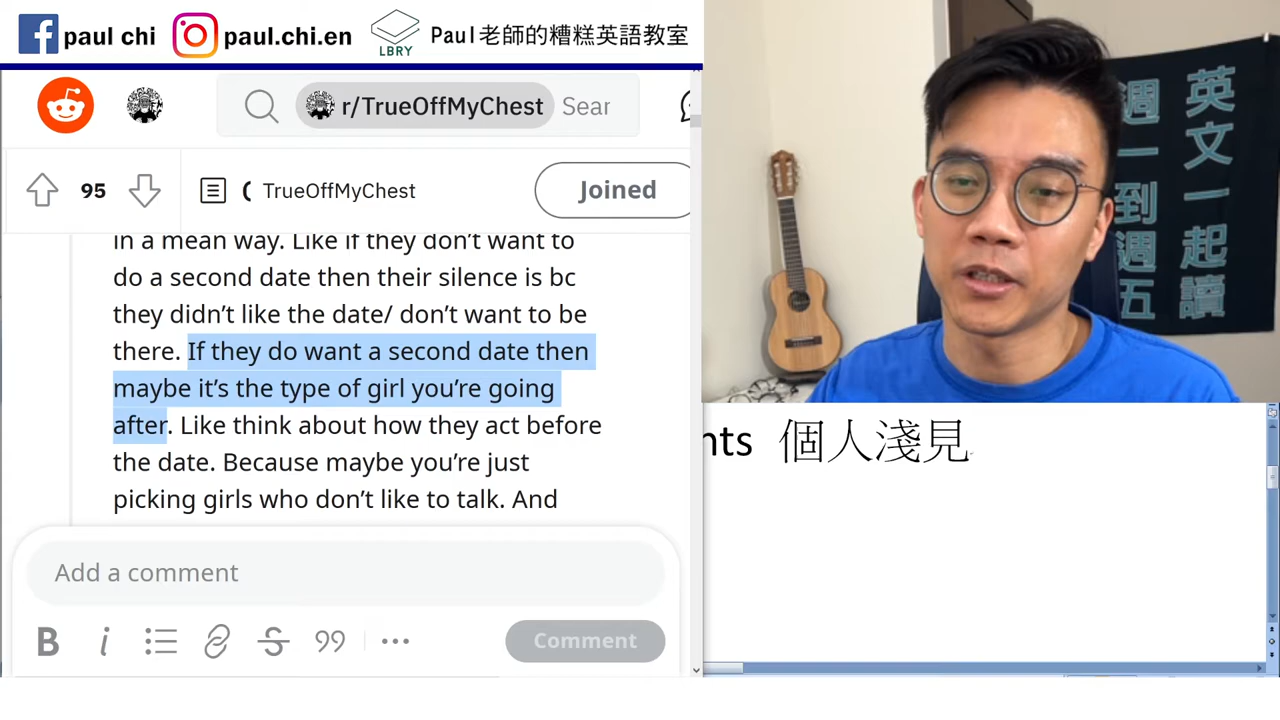 paul chi
paul.chi.en
LBRY
Paul老師的糟糕英語教室
r/TrueOffMyChest
Sear
95
( TrueOffMyChest
Joined
in a mean way. Like if they don’t want to
do a second date then their silence is bc
they didn’t like the date/ don’t want to be
there. If they do want a second date then
maybe it’s the type of girl you’re going
after. Like think about how they act before
the date. Because maybe you’re just
picking girls who don’t like to talk. And
Add a comment
B i S 99 ...
Comment
英文一起讀
週一到週五
nts 個人淺見